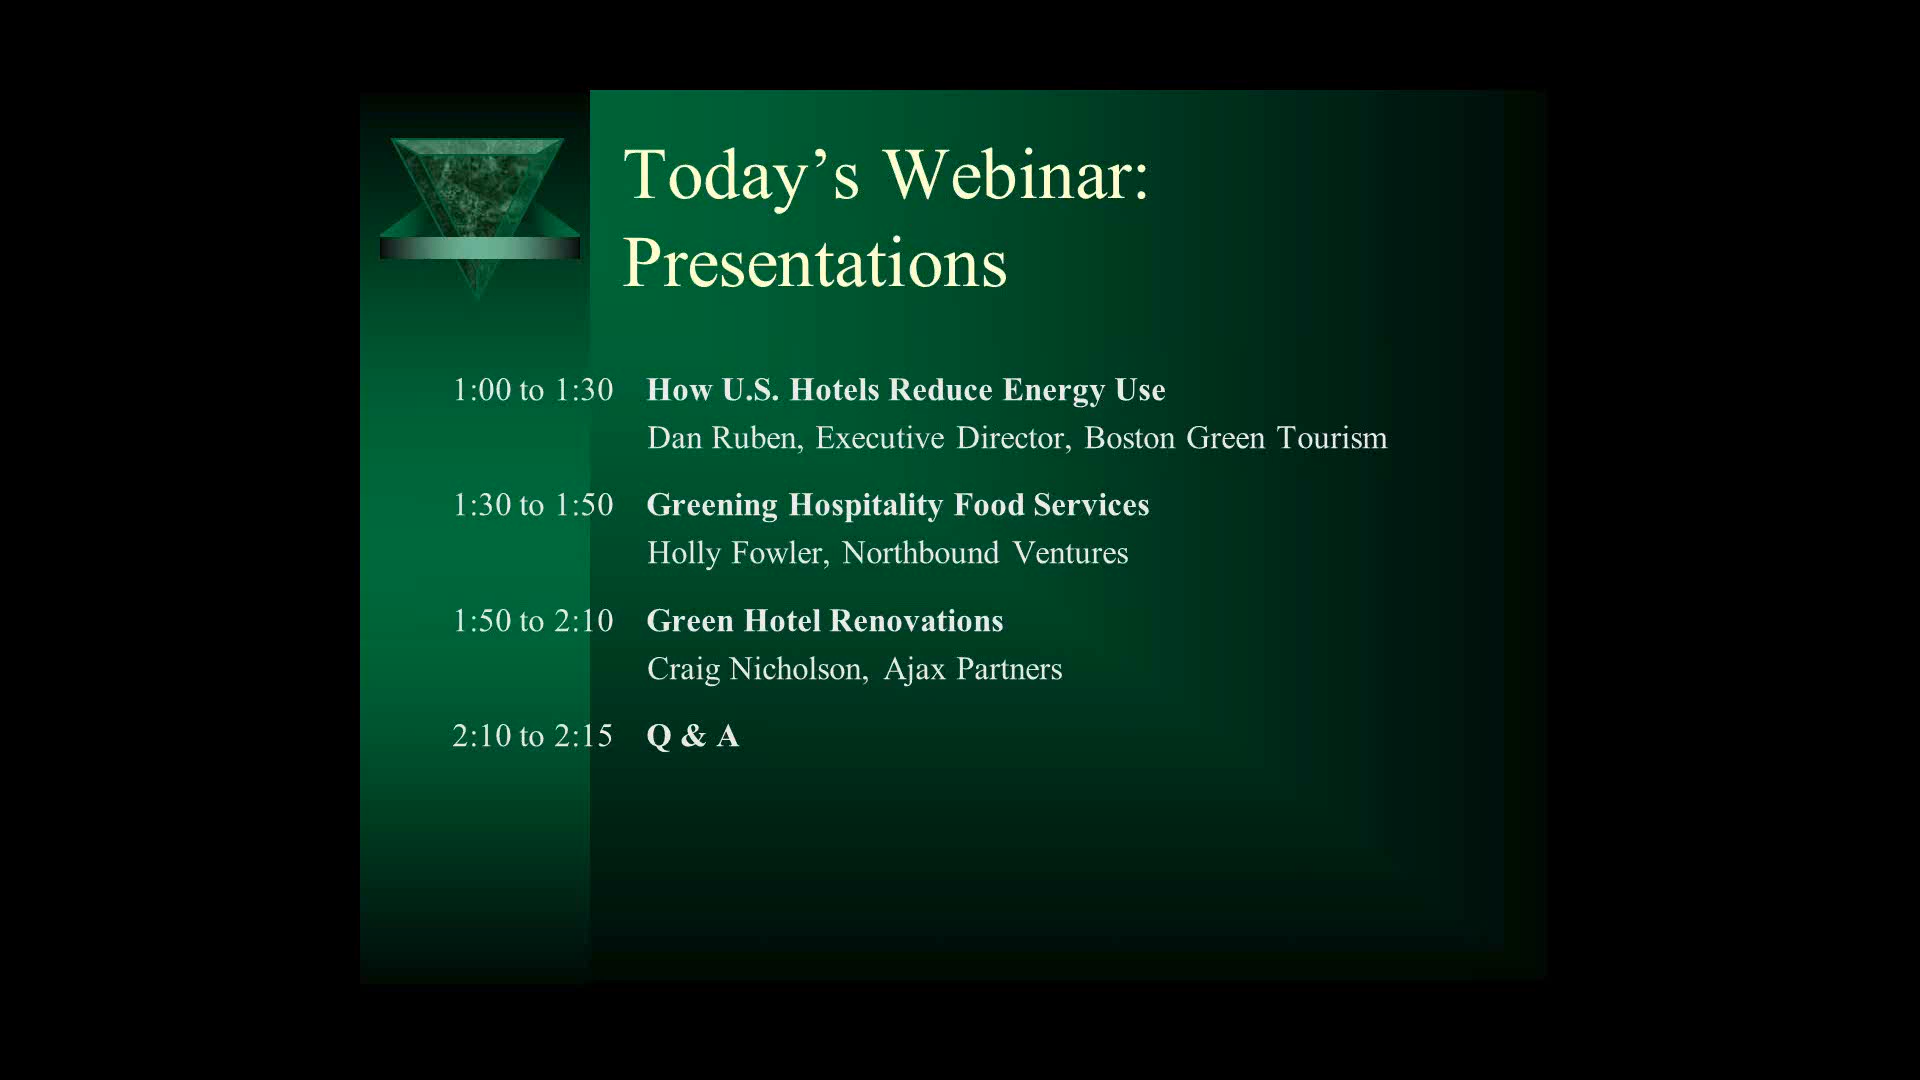 Today’s Webinar:
Presentations
1:00 to 1:30 How U.S. Hotels Reduce Energy Use
Dan Ruben, Executive Director, Boston Green Tourism
1:30 to 1:50 Greening Hospitality Food Services
Holly Fowler, Northbound Ventures
1:50 to 2:10 Green Hotel Renovations
Craig Nicholson, Ajax Partners
2:10 to 2:15 Q & A